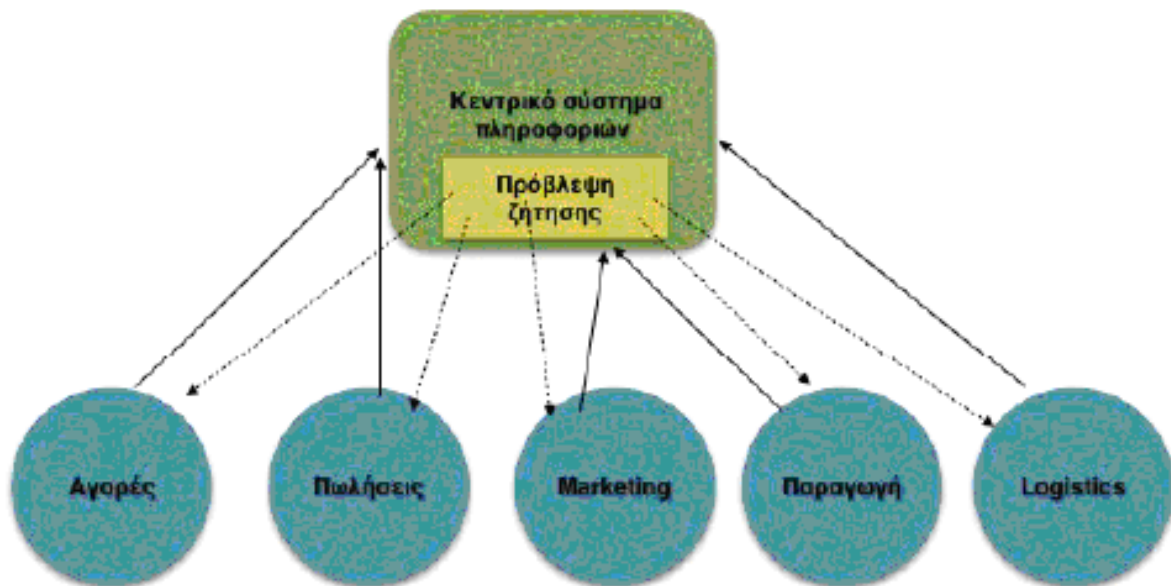 Κεντρικό σύστημα
πληροφοριών
Πρόβλεψη
ζήτησης
Αγορές
Πωλήσεις
Marketing
Παραγωγή
Logistics